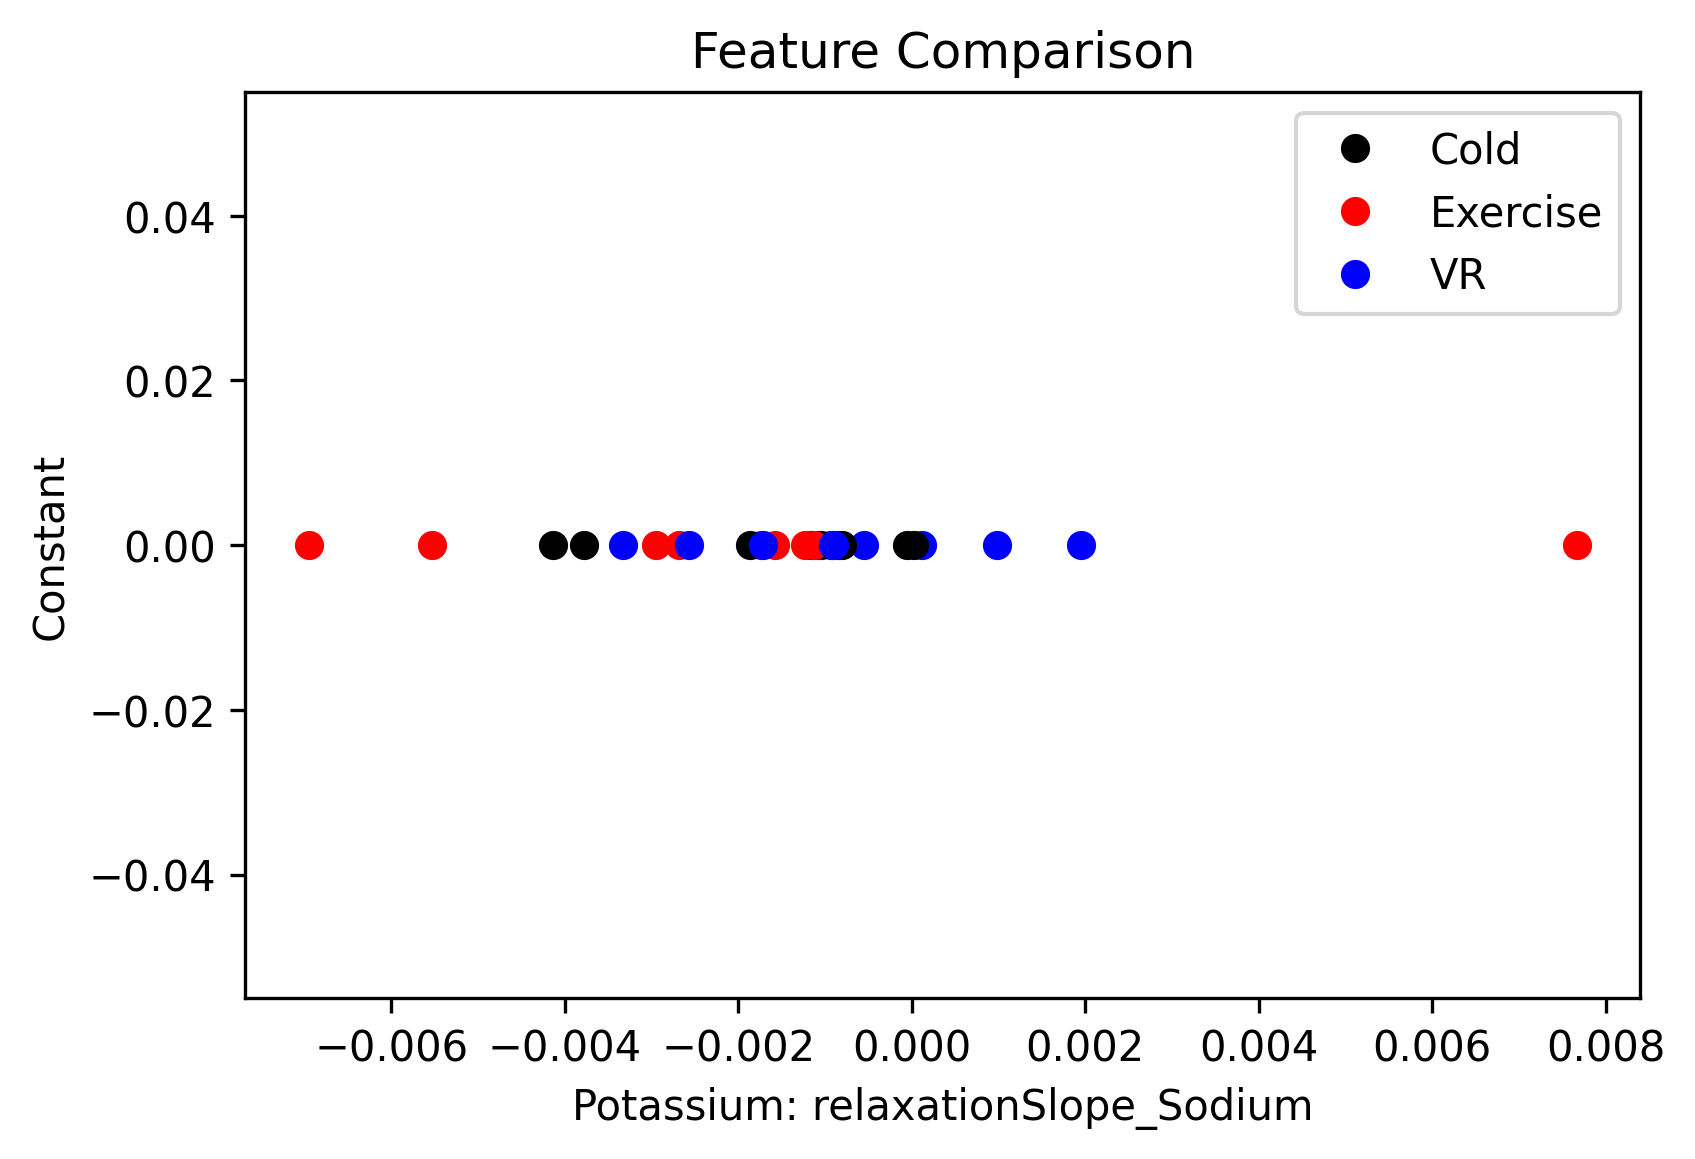 Feature Comparison
Cold
Exercise
VR
0.04
0.02
0.00
−0.02
−0.04
Constant
−0.006 −0.004 −0.002 0.000 0.002 0.004 0.006 0.008
Potassium: relaxationSlope_Sodium